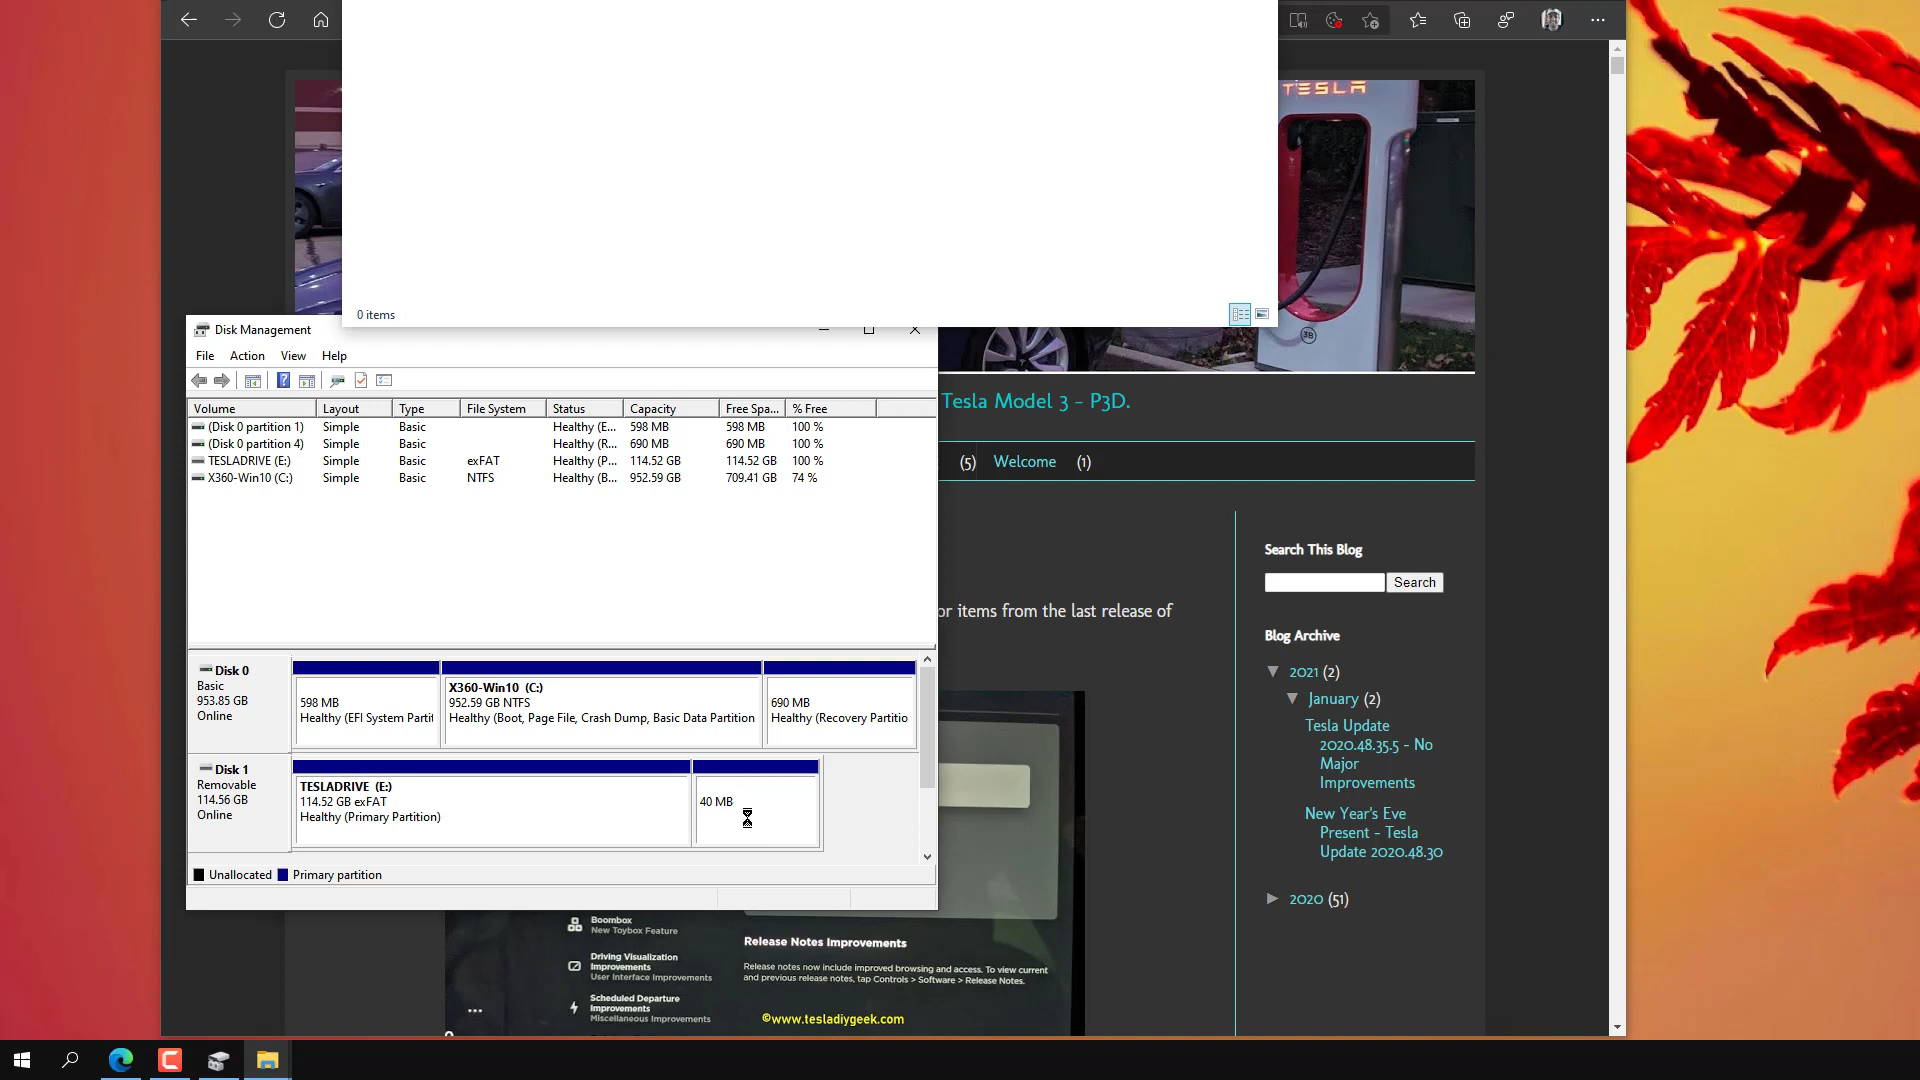 TESLA
3B
0 items
Disk Management
File Action View Help
Volume Layout Type File System Status Capacity Free Spa... % Free
(Disk 0 partition 1) Simple Basic Healthy (E... 598 MB 598 MB 100 %
(Disk 0 partition 4) Simple Basic Healthy (R... 690 MB 690 MB 100 %
TESLADRIVE (E:) Simple Basic exFAT Healthy (P... 114.52 GB 114.52 GB 100 %
X360-Win10 (C:) Simple Basic NTFS Healthy (B... 952.59 GB 709.41 GB 74 %
Disk 0
Basic
953.85 GB
Online
598 MB
Healthy (EFI System Partit
X360-Win10 (C:)
952.59 GB NTFS
Healthy (Boot, Page File, Crash Dump, Basic Data Partition
690 MB
Healthy (Recovery Partitio
Disk 1
Removable
114.56 GB
Online
TESLADRIVE (E:)
114.52 GB exFAT
Healthy (Primary Partition)
40 MB
Unallocated Primary partition
Tesla Model 3 - P3D.
(5) Welcome (1)
or items from the last release of
Search This Blog
Search
Blog Archive
▼ 2021 (2)
▼ January (2)
Tesla Update
2020.48.35.5 - No
Major
Improvements
New Year's Eve
Present - Tesla
Update 2020.48.30
► 2020 (51)
Boombox
New Toybox Feature
Driving Visualization
Improvements
User Interface Improvements
Scheduled Departure
Improvements
Miscellaneous Improvements
Release Notes Improvements
Release notes now include improved browsing and access. To view current
and previous release notes, tap Controls > Software > Release Notes.
©www.tesladiygeek.com